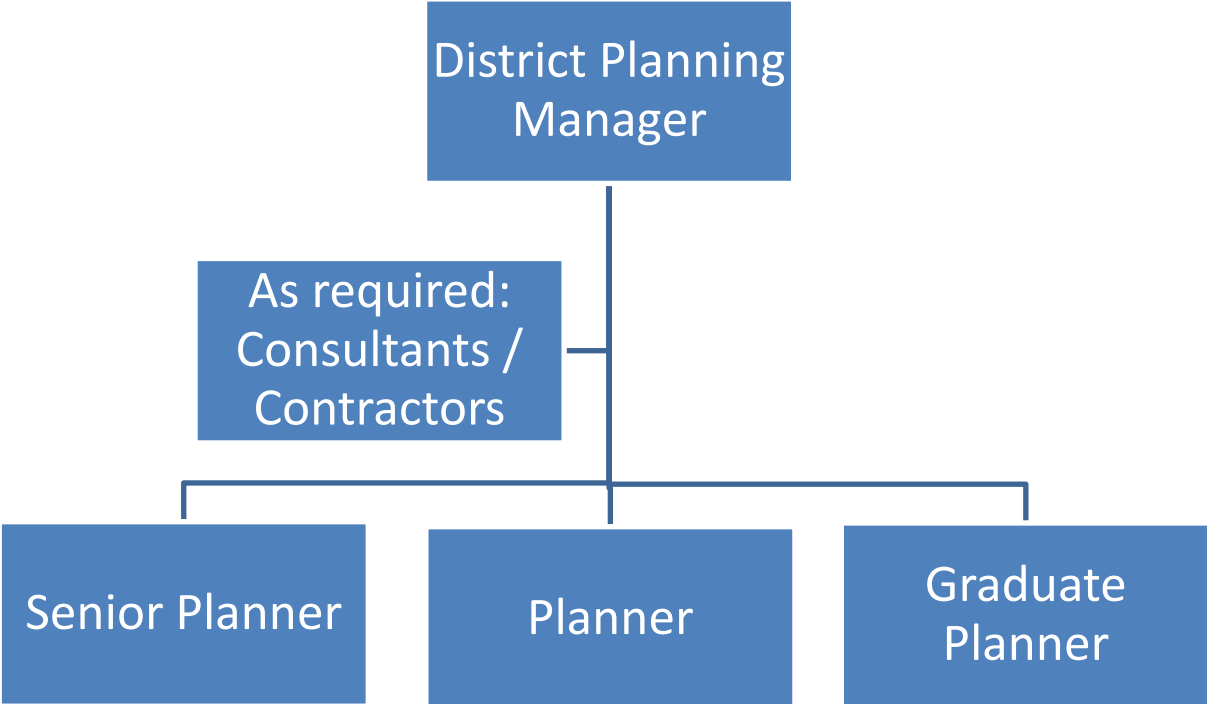 District Planning
Manager
As required:
Consultants /
Contractors
Senior Planner
Planner
Graduate
Planner